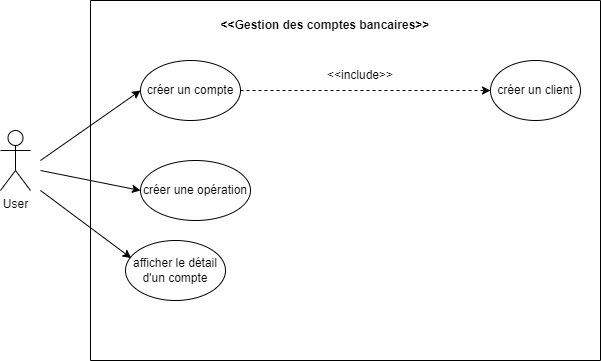 <<Gestion des comptes bancaires>>
<<include>>
créer un compte
créer un client
User
créer une opération
afficher le détail
d'un compte